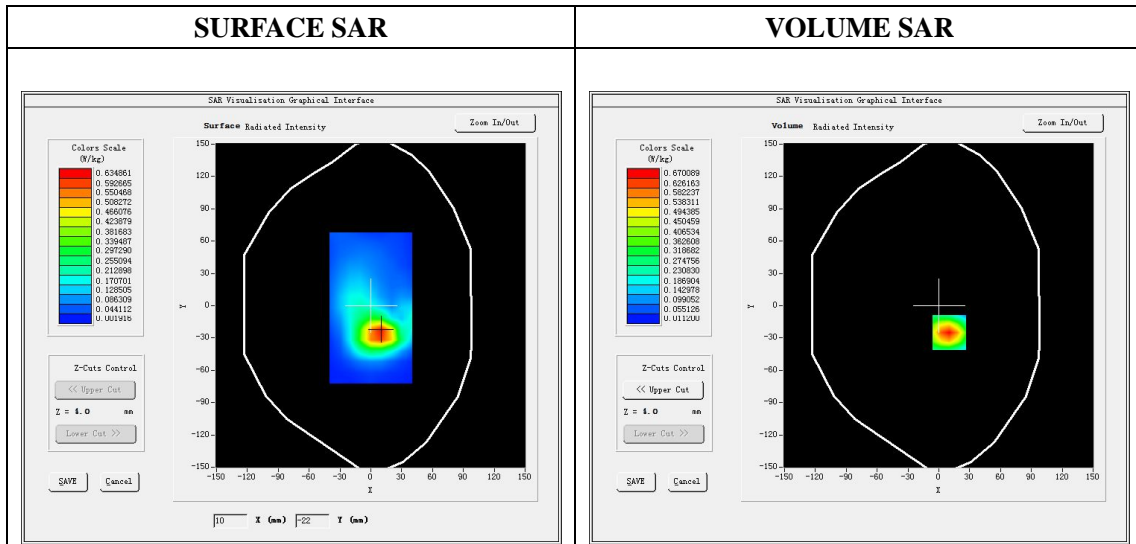 SURFACE SAR
VOLUME SAR
SAR Visualisation Graphical Interface
Surface Radiated Intensity
Zoom In/Out
Colors Scale
(W/kg)
0.634861
0.592665
0.550468
0.508272
0.466076
0.423879
0.381683
0.339487
0.297290
0.255094
0.212898
0.170701
0.128505
0.086309
0.044112
0.001916
Z-Cuts Control
<< Upper Cut
Z = 4.0 mm
Lower Cut >>
SAVE Cancel
150
120
90
60
30
0
-30
-60
-90
-120
-150
Y
-150 -120 -90 -60 -30 0 30 60 90 120 150
X
10 X (mm) -22 Y (mm)
SAR Visualisation Graphical Interface
Volume Radiated Intensity
Zoom In/Out
Colors Scale
(W/kg)
0.670089
0.626163
0.582237
0.538311
0.494385
0.450459
0.406534
0.362608
0.318682
0.274756
0.230830
0.186904
0.142978
0.099052
0.055126
0.011200
Z-Cuts Control
<< Upper Cut
Z = 4.0 mm
Lower Cut >>
SAVE Cancel
150
120
90
60
30
0
-30
-60
-90
-120
-150
Y
-150 -120 -90 -60 -30 0 30 60 90 120 150
X